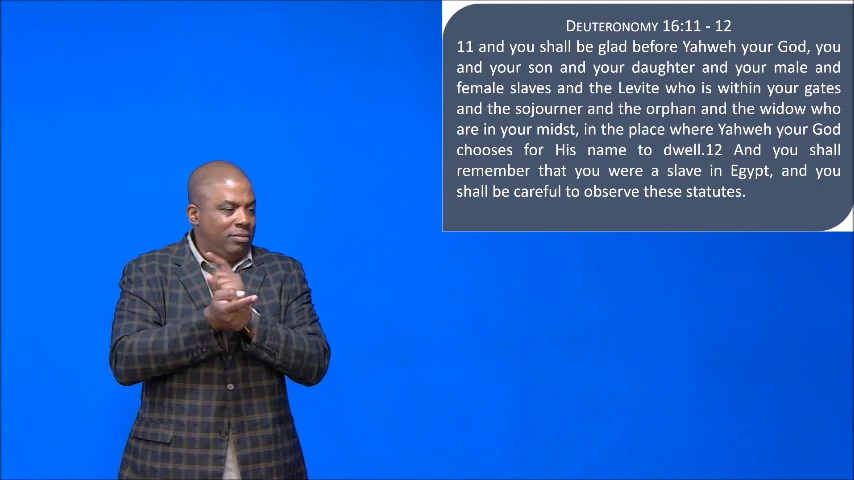 Deuteronomy 16:11 - 12
11 and you shall be glad before Yahweh your God, you
and your son and your daughter and your male and
female slaves and the Levite who is within your gates
and the sojourner and the orphan and the widow who
are in your midst, in the place where Yahweh your God
chooses for His name to dwell.12 And you shall
remember that you were a slave in Egypt, and you
shall be careful to observe these statutes.